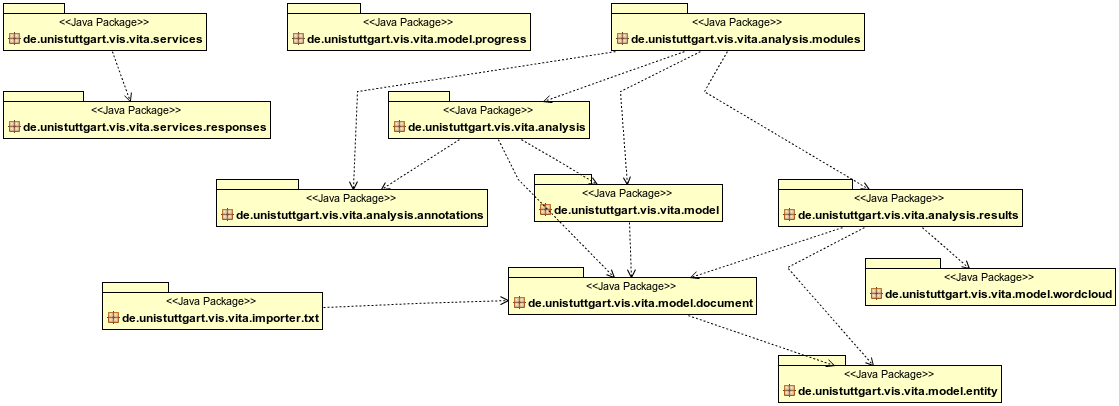 <<Java Package>>
de.unistuttgart.vis.vita.services
<<Java Package>>
de.unistuttgart.vis.vita.model.progress
<<Java Package>>
de.unistuttgart.vis.vita.analysis.modules
<<Java Package>>
de.unistuttgart.vis.vita.services.responses
<<Java Package>>
de.unistuttgart.vis.vita.analysis
<<Java Package>>
de.unistuttgart.vis.vita.analysis.annotations
<<Java Package>>
de.unistuttgart.vis.vita.model
<<Java Package>>
de.unistuttgart.vis.vita.analysis.results
<<Java Package>>
de.unistuttgart.vis.vita.model.wordcloud
<<Java Package>>
de.unistuttgart.vis.vita.model.document
<<Java Package>>
de.unistuttgart.vis.vita.importer.txt
<<Java Package>>
de.unistuttgart.vis.vita.model.entity